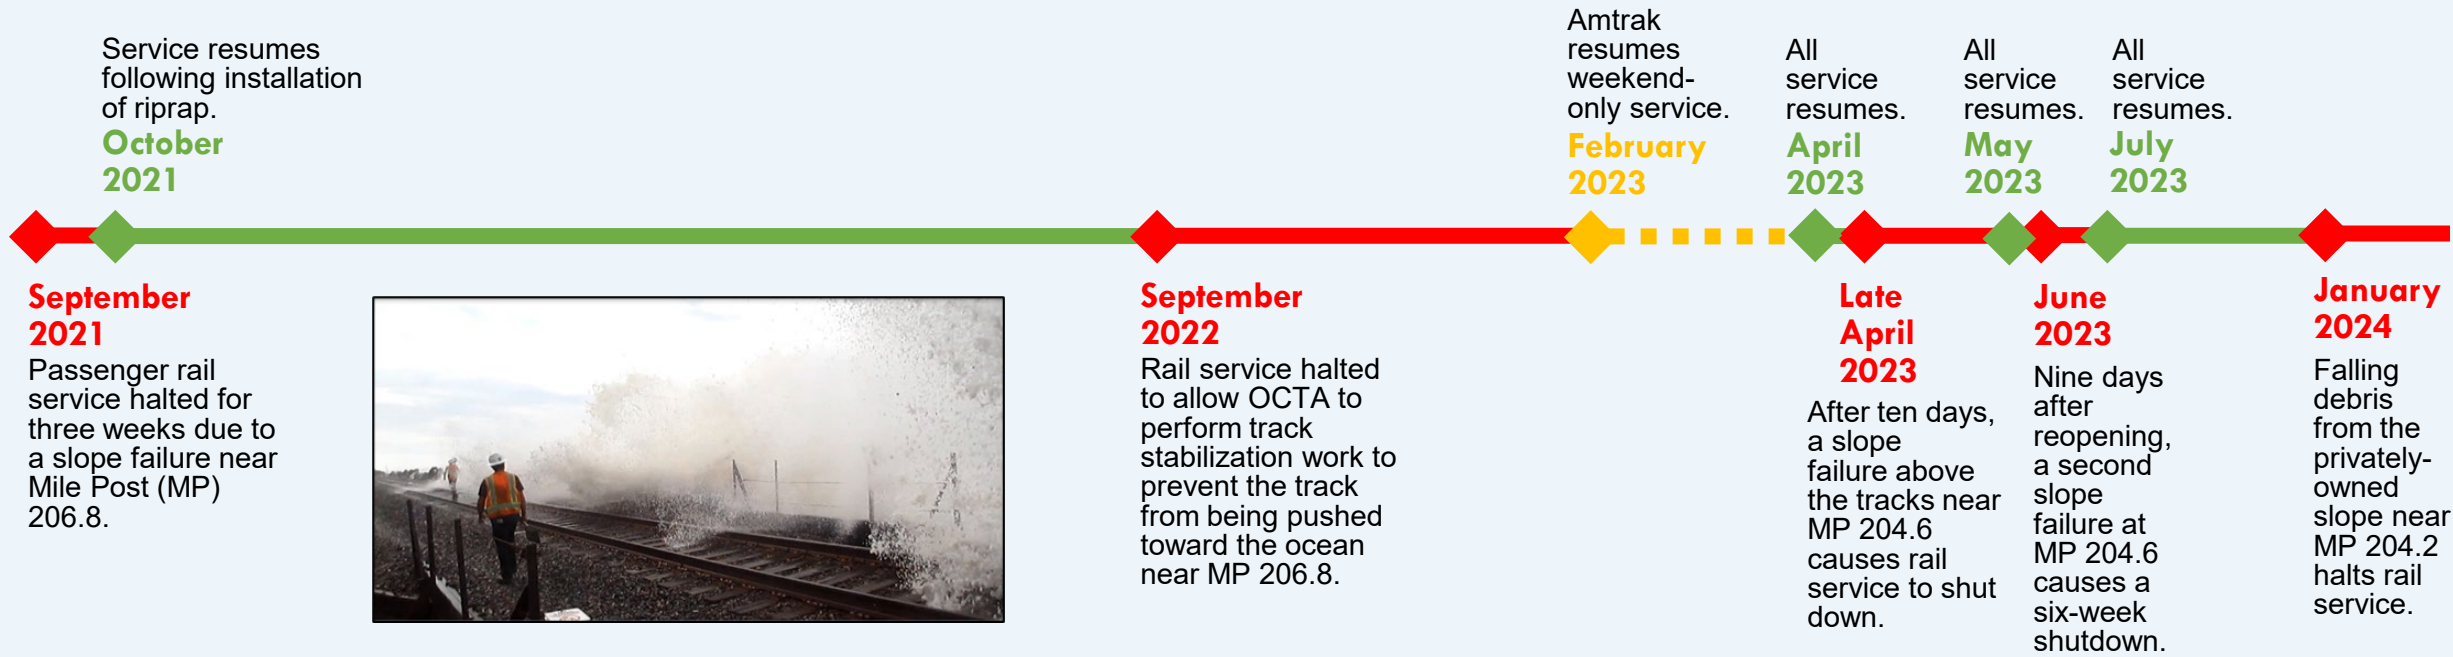 Service resumes
following installation
of riprap.
October
2021
Amtrak
resumes
weekend-
only service.
February
2023
All
service
resumes.
April
2023
All
service
resumes.
May
2023
All
service
resumes.
July
2023
September
2021
Passenger rail
service halted for
three weeks due to
a slope failure near
Mile Post (MP)
206.8.
September
2022
Rail service halted
to allow OCTA to
perform track
stabilization work to
prevent the track
from being pushed
toward the ocean
near MP 206.8.
Late
April
2023
After ten days,
a slope
failure above
the tracks near
MP 204.6
causes rail
service to shut
down.
June
2023
Nine days
after
reopening,
a second
slope
failure at
MP 204.6
causes a
six-week
shutdown.
January
2024
Falling
debris
from the
privately-
owned
slope near
MP 204.2
halts rail
service.